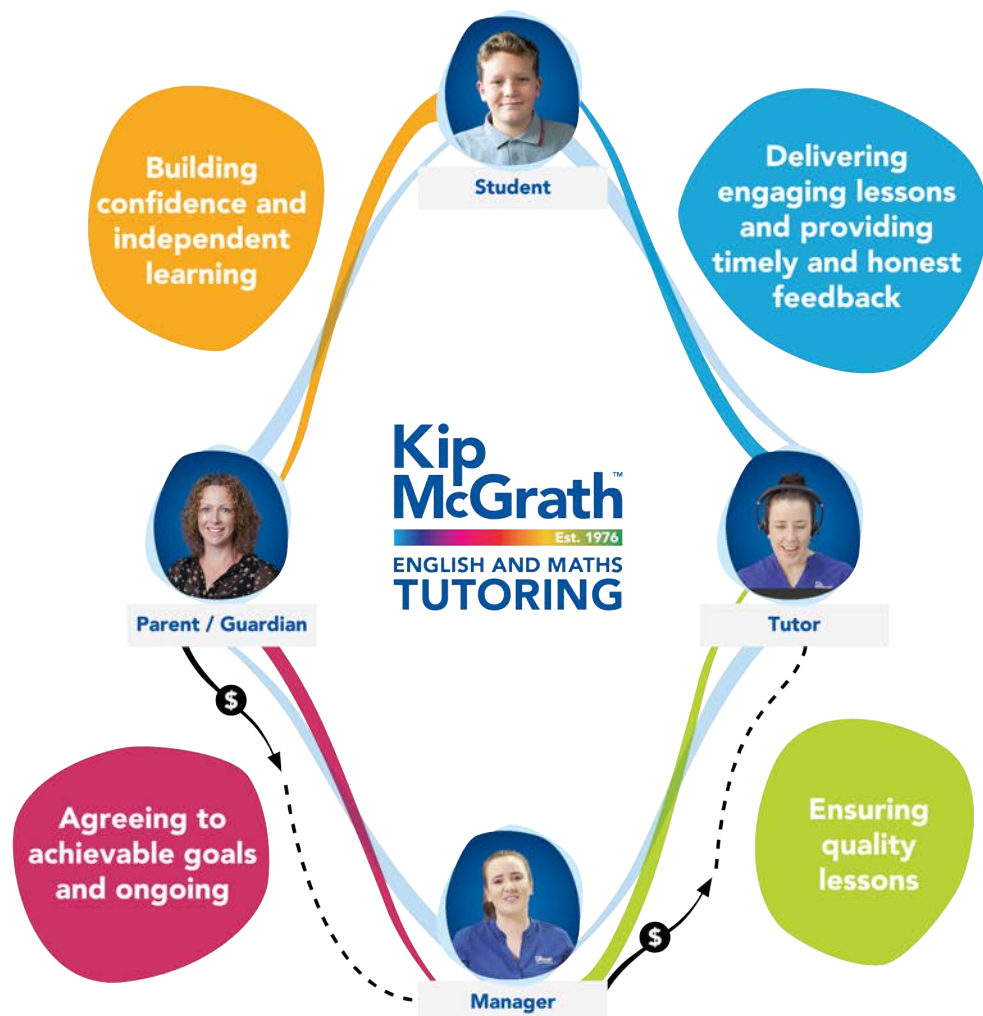 Student
Building
confidence and
independent
learning
Delivering
engaging lessons
and providing
timely and honest
feedback
Kip
McGrath™
Est. 1976
ENGLISH AND MATHS
TUTORING
Parent / Guardian
Tutor
$
Agreeing to
achievable goals
and ongoing
Ensuring
quality
lessons
$
Manager